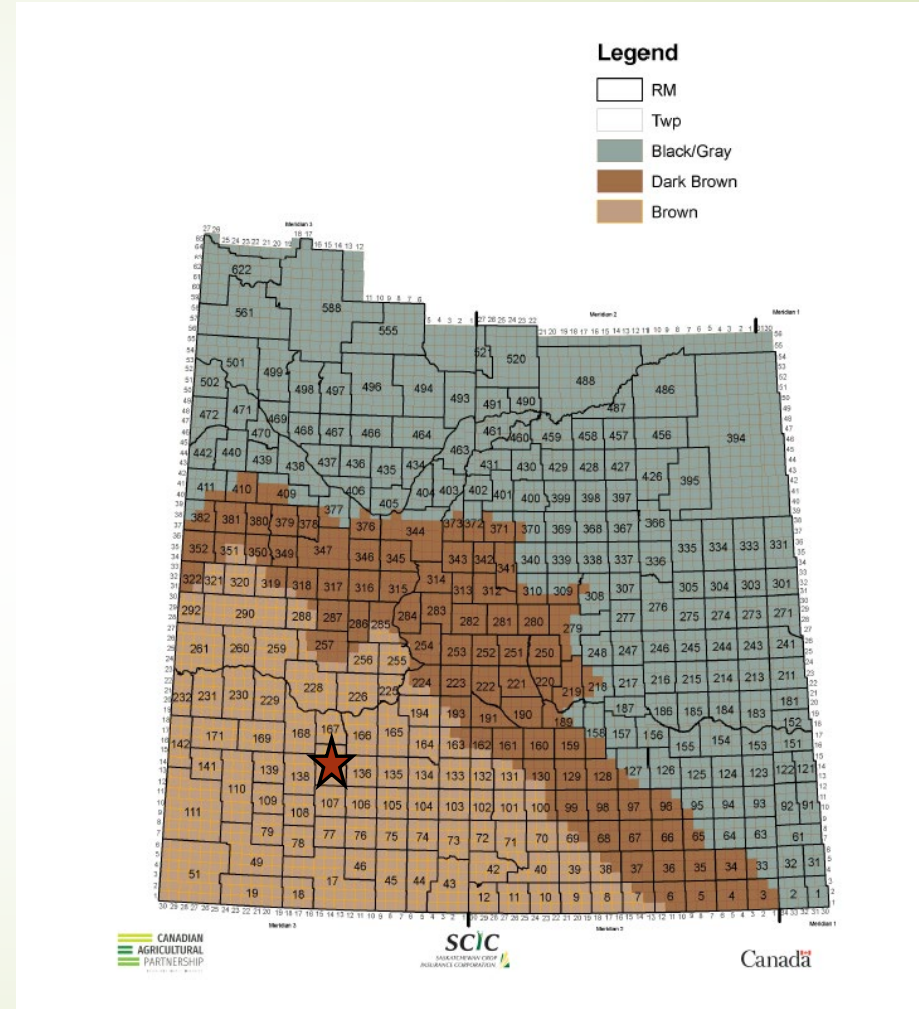 Legend
RM
Twp
Black/Gray
Dark Brown
Brown
Meridian 3
622
588
561
555
Meridian 2
Meridian 1
501
499
520
502
498 497 496 494
493
491 490
488
487
486
472 471
469
470 468 467 466 464
463
461
460 459 458 457 456
394
442 440
439
438 437 436 435 434
431 430 429 428 427
426
395
411 410 409
406 405 404 403 402 401 400 399 398 397
377
382 381 380 379 378
376
344
373 372 371 370 369 368 367 366
352 351 350 349 347 346 345
343 342
341 340 339 338 337 336 335 334 333 331
322 321 320 319 318 317 316 315
314
313 312
310 309 308 307
305 304 303 301
292 290 288 287 286 285 284 283
282 281 280
279
277
276
275 274 273 271
261 260 259 257
256 255
254 253 252 251 250
248 247 246 245 244 243 241
232 231 230 229
228
226
225
224 223 222 221 220 219 218 217 216 215 214 213 211
194 193
191 190 189
187
186 185 184 183
181
171 169 168 167 166 165
164 163 162 161 160 159
158 157 156
155 154 153
152
151
142
141
139
138
136 135 134 133 132 131 130 129 128 127 126 125 124 123 122 121
111
110
109
108
107 106 105 104 103 102 101 100 99 98 97 96 95 94 93 92 91
79 78 77 76 75 74 73 72 71 70 69 68 67 66 65 64 63 61
51
49
46
45 44 43
42
40 39 38 37 36 35 34 33 32 31
19 18
17
12 11 10 9 8 7 6 5 4 3 2 1
Meridian 3
Meridian 2
Meridian 1
CANADIAN
AGRICULTURAL
PARTNERSHIP
SCIC
SASKATCHEWAN CROP
INSURANCE CORPORATION
Canada